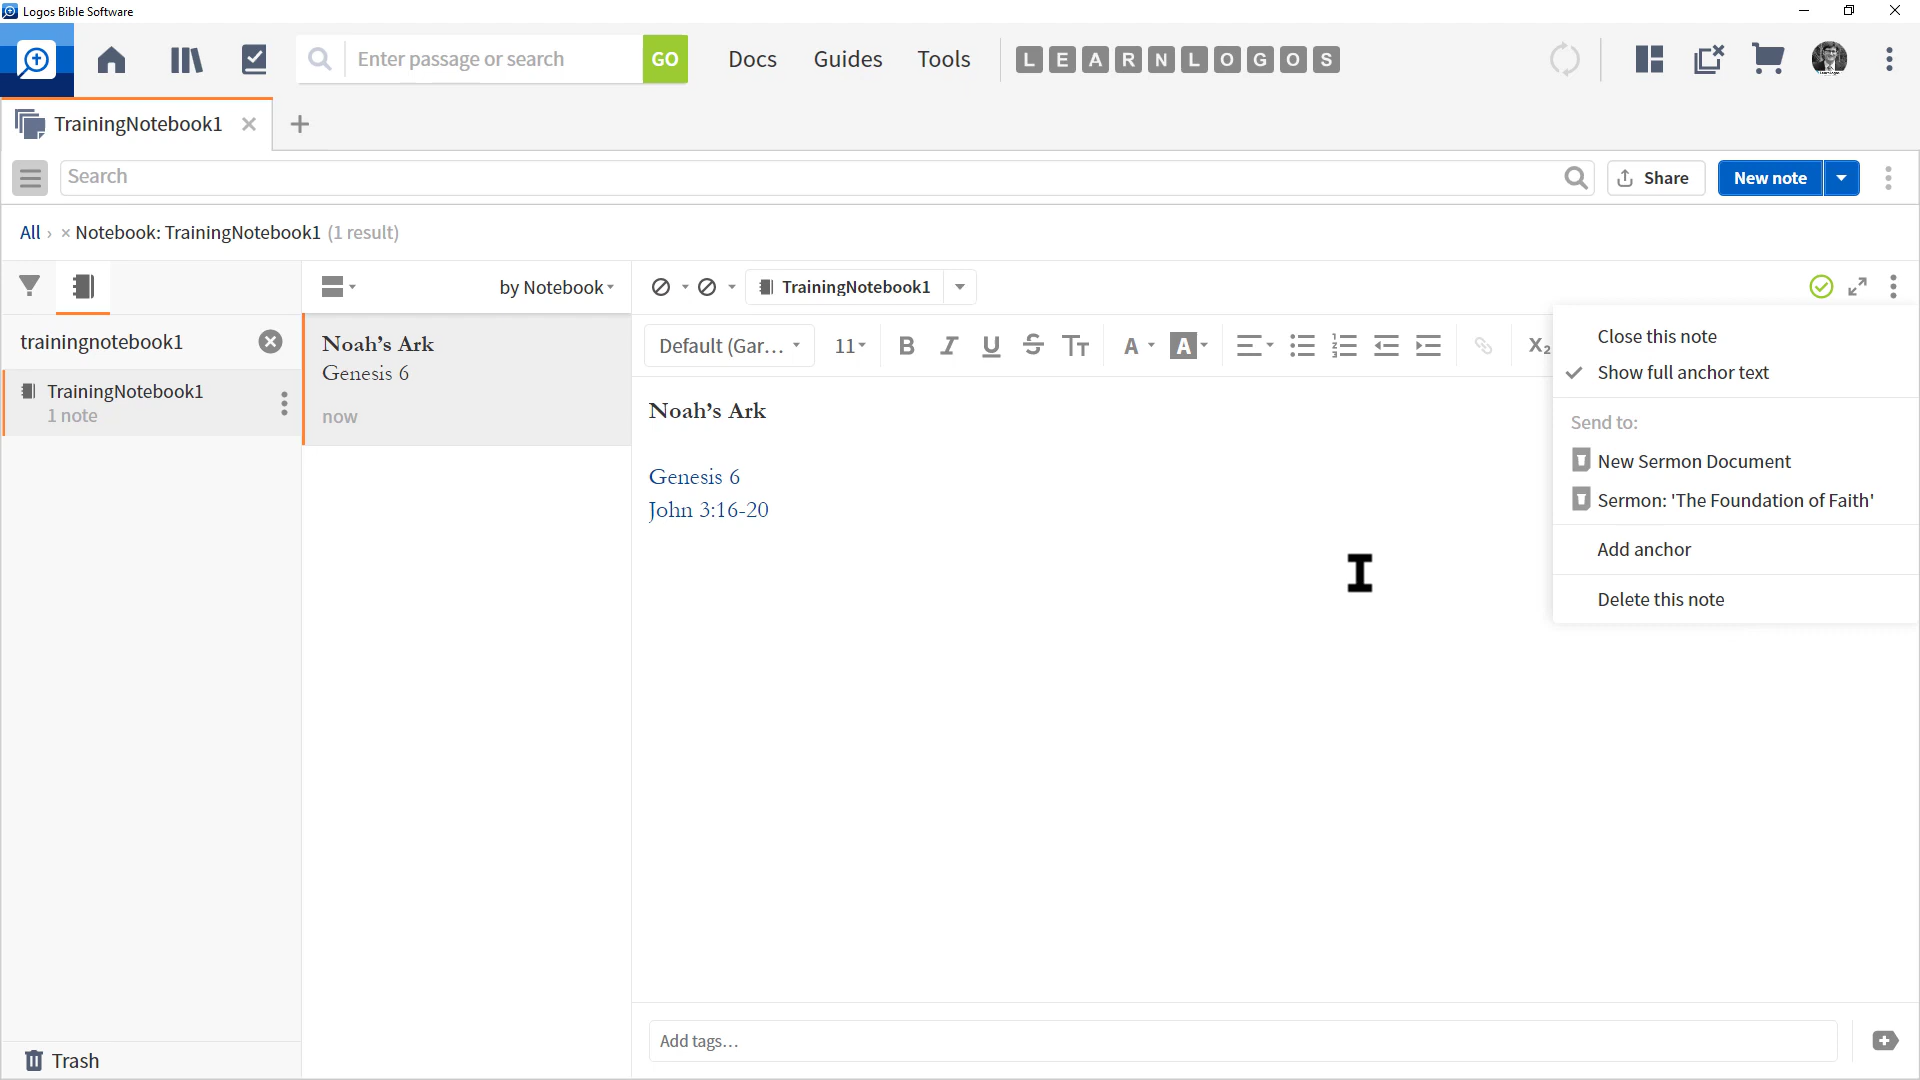 Logos Bible Software
Enter passage or search
GO
Docs
Guides
Tools
L E A R N L O G O S
TrainingNotebook1
Search
Share
New note
All › × Notebook: TrainingNotebook1 (1 result)
by Notebook
TrainingNotebook1
trainingnotebook1
TrainingNotebook1
1 note
Noah’s Ark
Genesis 6
now
Default (Gar...
11
B I U S TT A A X2
Noah’s Ark
Genesis 6
John 3:16-20
Close this note
Show full anchor text
Send to:
New Sermon Document
Sermon: 'The Foundation of Faith'
Add anchor
Delete this note
Add tags...
Trash